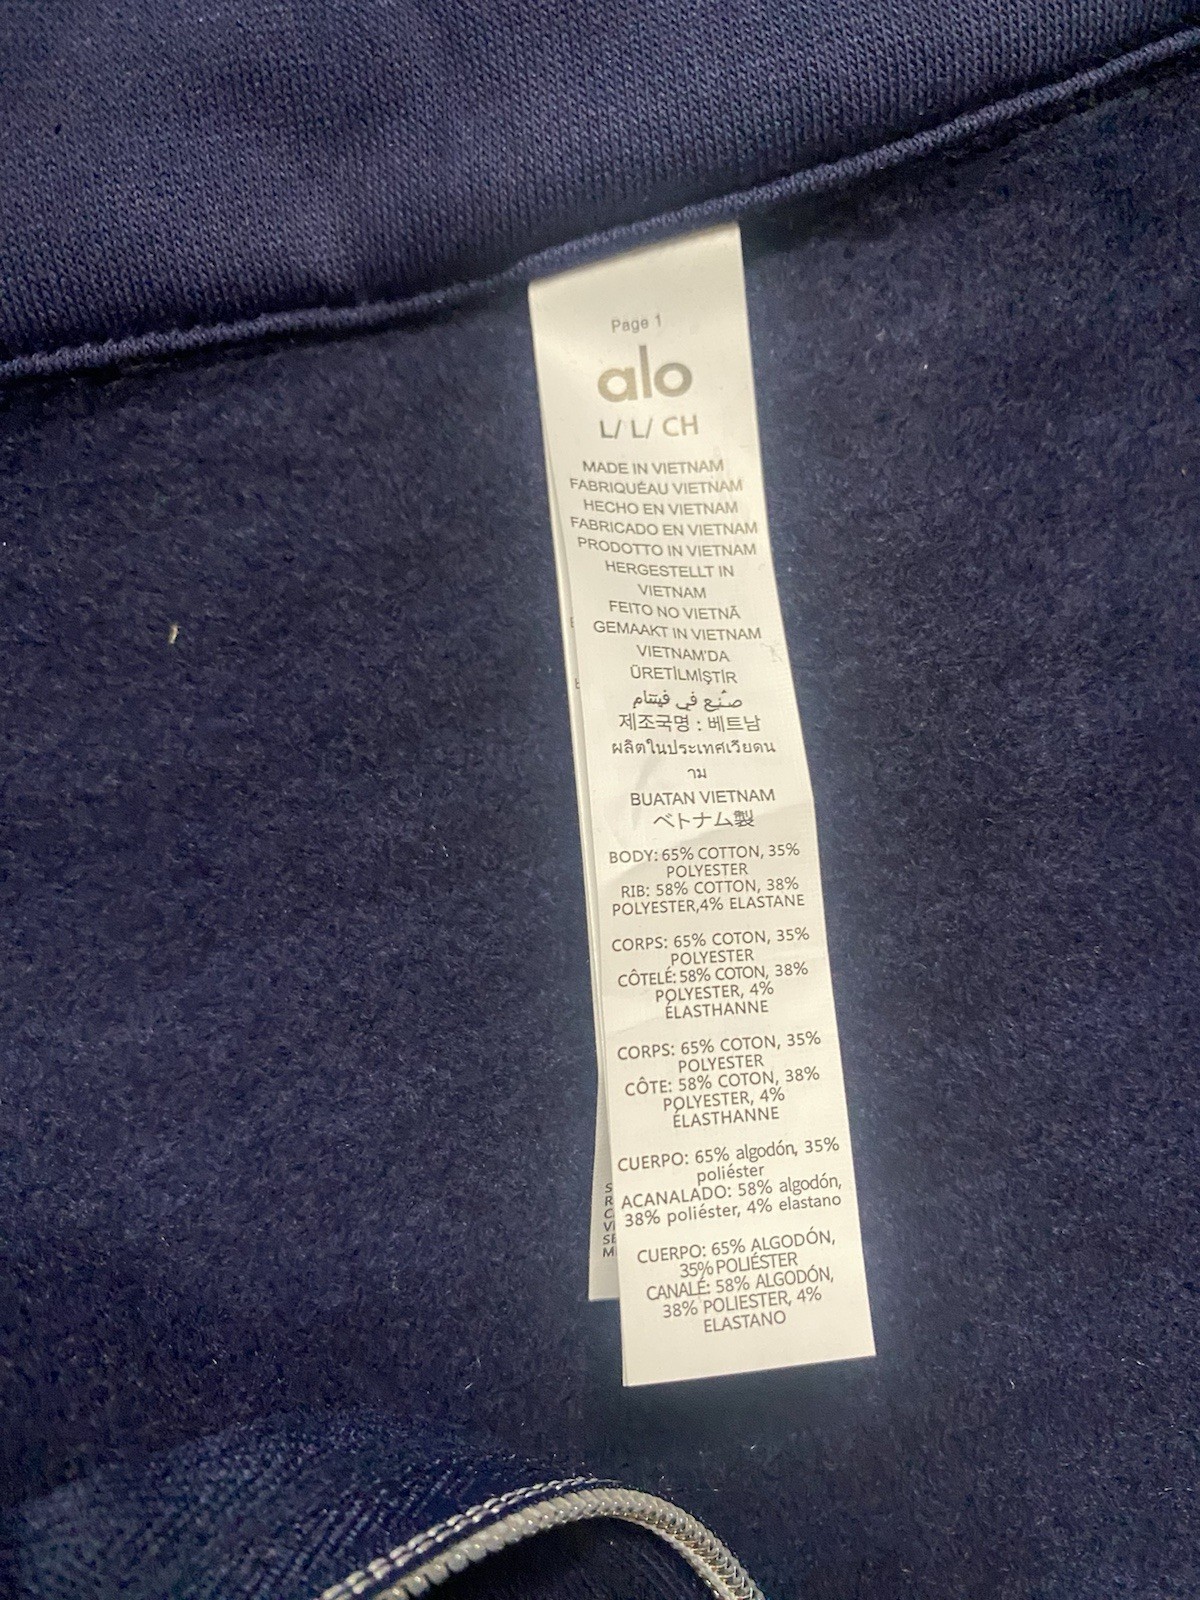 Page 1
alo
L/ L/ CH
MADE IN VIETNAM
FABRIQUÉAU VIETNAM
HECHO EN VIETNAM
FABRICADO EN VIETNAM
PRODOTTO IN VIETNAM
HERGESTELLT IN
VIETNAM
FEITO NO VIETNÃ
GEMAAKT IN VIETNAM
VIETNAM'DA
ÜRETİLMİŞTİR
صُنِع في فيتنام
제조국명 : 베트남
ผลิตในประเทศเวียดน
าม
BUATAN VIETNAM
ベトナム製
BODY: 65% COTTON, 35%
POLYESTER
RIB: 58% COTTON, 38%
POLYESTER,4% ELASTANE
CORPS: 65% COTON, 35%
POLYESTER
CÔTELÉ: 58% COTON, 38%
POLYESTER, 4%
ÉLASTHANNE
CORPS: 65% COTON, 35%
POLYESTER
CÔTE: 58% COTON, 38%
POLYESTER, 4%
ÉLASTHANNE
CUERPO: 65% algodón, 35%
poliéster
ACANALADO: 58% algodón,
38% poliéster, 4% elastano
CUERPO: 65% ALGODÓN,
35% POLIÉSTER
CANALÉ: 58% ALGODÓN,
38% POLIESTER, 4%
ELASTANO